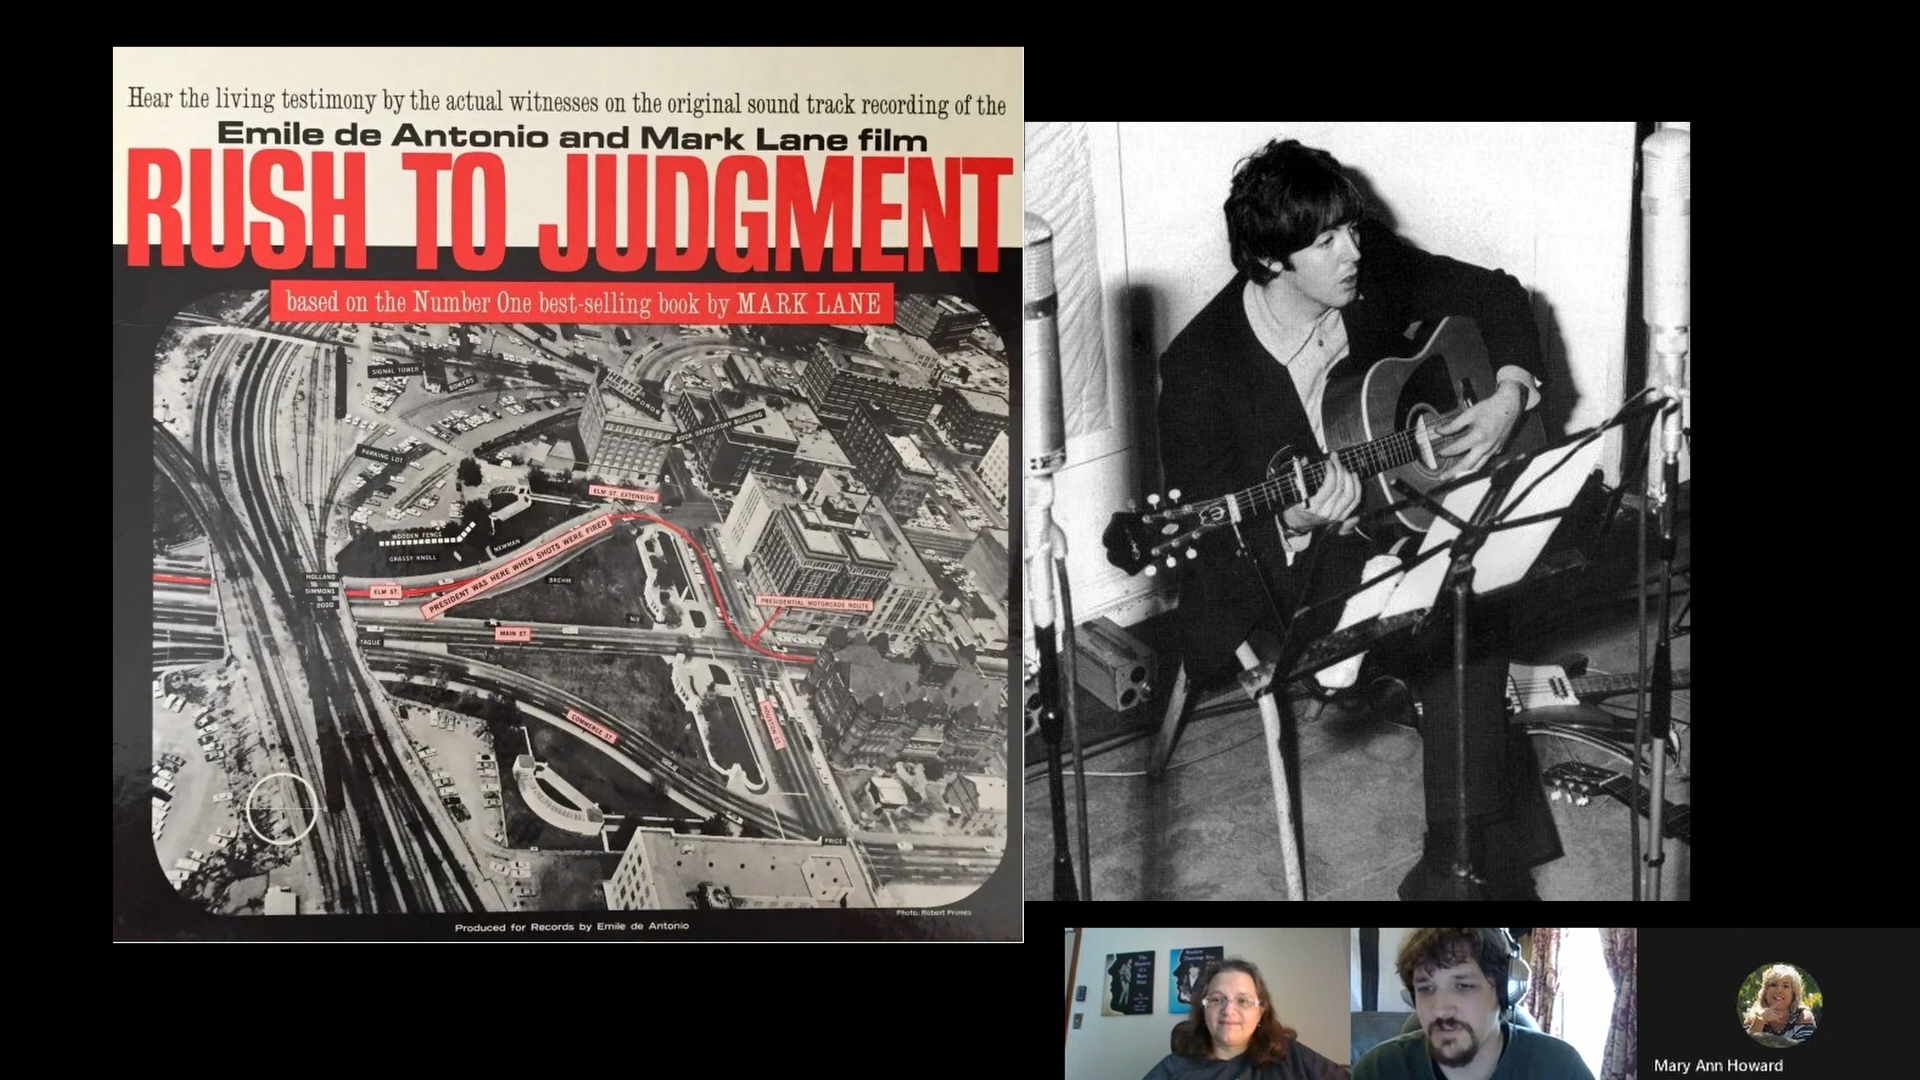 Hear the living testimony by the actual witnesses on the original sound track recording of the
Emile de Antonio and Mark Lane film
RUSH TO JUDGMENT
based on the Number One best-selling book by MARK LANE
SIGNAL TOWER
BOWERS
HERTZ
BOOK DEPOSITORY BUILDING
PARKING LOT
ELM ST. EXTENSION
WOODEN FENCE
GRASSY KNOLL
NEWMAN
PRESIDENT WAS HERE WHEN SHOTS WERE FIRED
HOLLAND
SIMMONS
DODD
ELM ST.
BREHM
PRESIDENTIAL MOTORCADE ROUTE
NIX
MAIN ST.
TAGUE
COMMERCE ST.
HOUSTON ST.
PRICE
Photo: Robert Primes
Produced for Records by Emile de Antonio
Mary Ann Howard